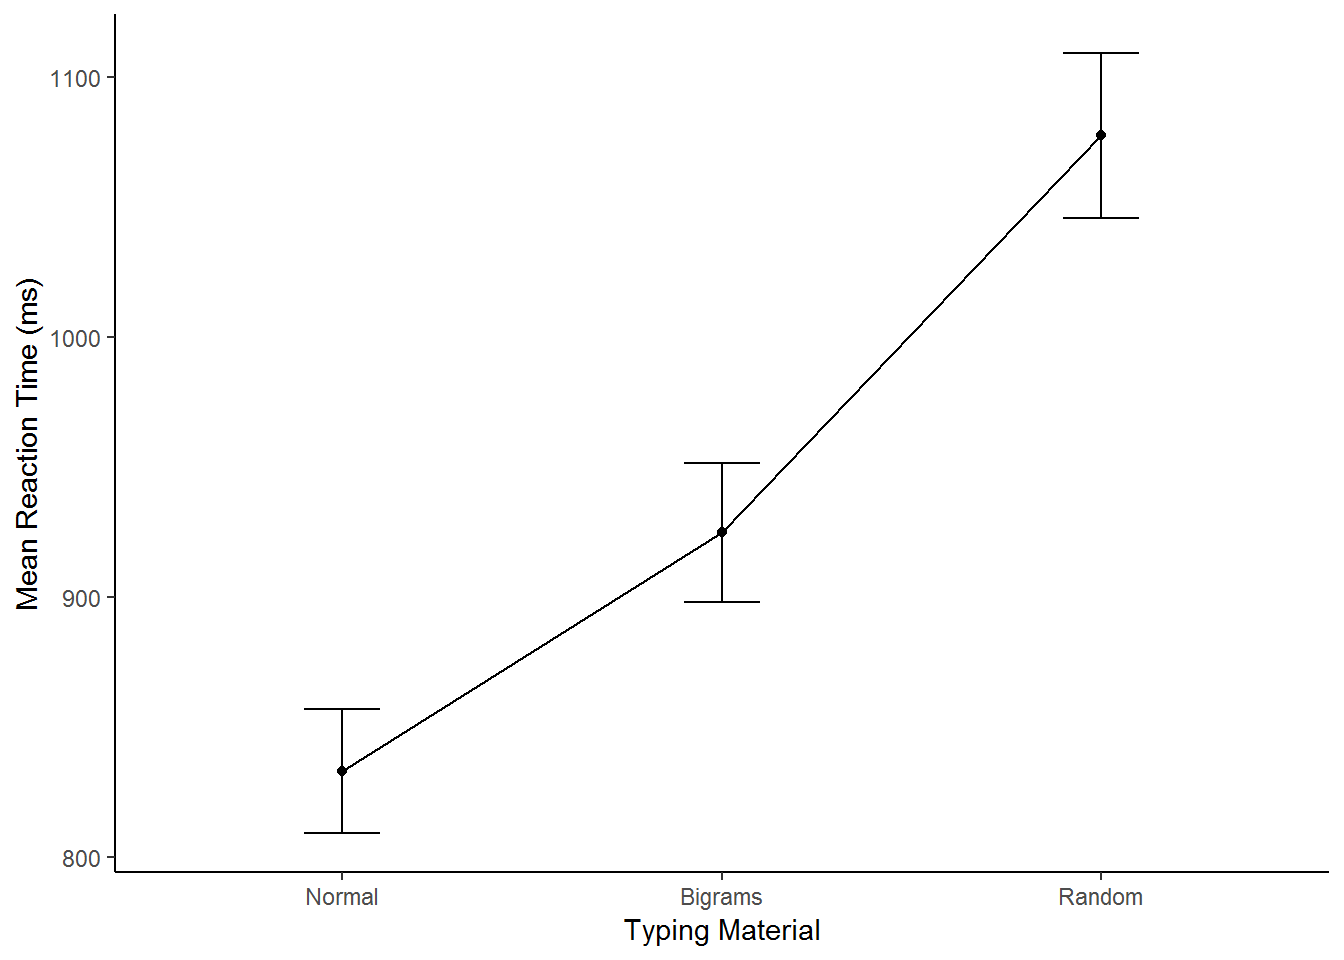 Mean Reaction Time (ms)
1100
1000
900
800
Normal Bigrams Random
Typing Material